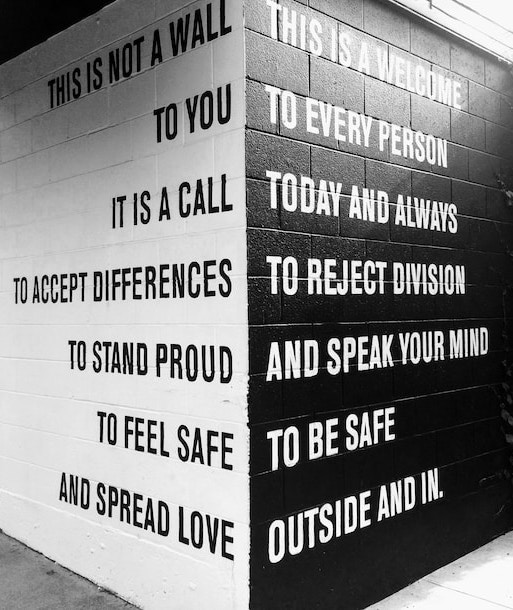 THIS IS NOT A WALL
TO YOU
IT IS A CALL
TO ACCEPT DIFFERENCES
TO STAND PROUD
TO FEEL SAFE
AND SPREAD LOVE
THIS IS A WELCOME
TO EVERY PERSON
TODAY AND ALWAYS
TO REJECT DIVISION
AND SPEAK YOUR MIND
TO BE SAFE
OUTSIDE AND IN.